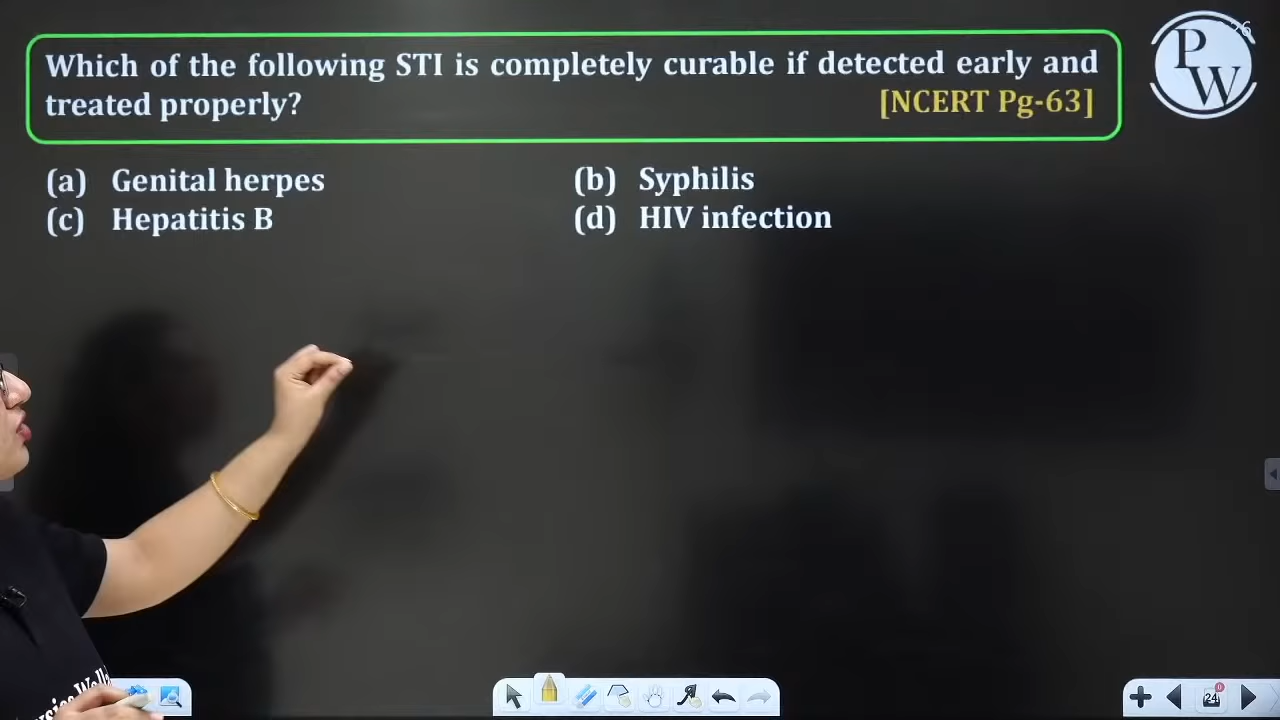 Which of the following STI is completely curable if detected early and
treated properly? [NCERT Pg-63]
(a) Genital herpes (b) Syphilis
(c) Hepatitis B (d) HIV infection
P
W
24